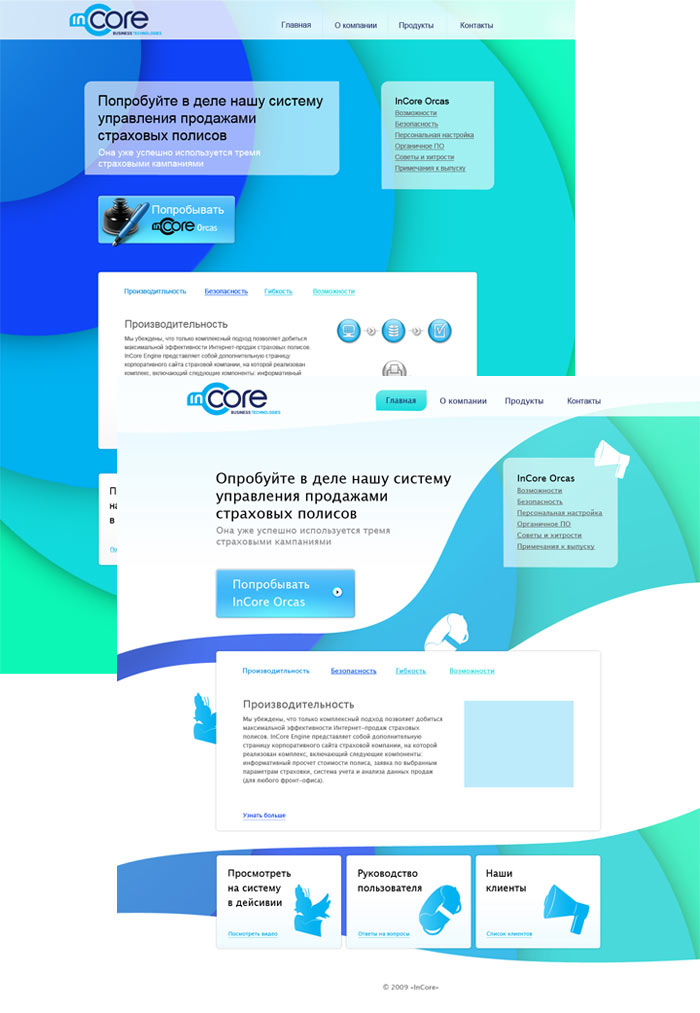 inCore
BUSINESS TECHNOLOGIES
Главная
О компании
Продукты
Контакты
Попробуйте в деле нашу систему
управления продажами
страховых полисов
Она уже успешно используется тремя
страховыми кампаниями
InCore Orcas
Возможности
Безопасность
Персональная настройка
Органичное ПО
Советы и хитрости
Примечания к выпуску
Попробывать
inCore Orcas
Производитльность
Безопасность
Гибкость
Возможности
Производительность
Мы убеждены, что только комплексный подход позволяет добиться
максимальной эффективности Интернет-продаж страховых полисов.
InCore Engine представляет собой дополнительную страницу
корпоративного сайта страховой компании, на которой реализован
комплекс, включающий следующие компоненты: информативный
inCore
BUSINESS TECHNOLOGIES
Главная
О компании
Продукты
Контакты
Опробуйте в деле нашу систему
управления продажами
страховых полисов
Она уже успешно используется тремя
страховыми кампаниями
InCore Orcas
Возможности
Безопасность
Персональная настройка
Органичное ПО
Советы и хитрости
Примечания к выпуску
Попробывать
InCore Orcas
Производитльность
Безопасность
Гибкость
Возможности
Производительность
Мы убеждены, что только комплексный подход позволяет добиться
максимальной эффективности Интернет-продаж страховых
полисов. InCore Engine представляет собой дополнительную
страницу корпоративного сайта страховой компании, на которой
реализован комплекс, включающий следующие компоненты:
информативный просчет стоимости полиса, заявка по выбранным
параметрам страховки, система учета и анализа данных продаж
(для любого фронт-офиса).
Узнать больше
Просмотреть
на систему
в дейсивии
Посмотреть видео
Руководство
пользователя
Ответы на вопросы
Наши
клиенты
Список клиентов
© 2009 «InCore»